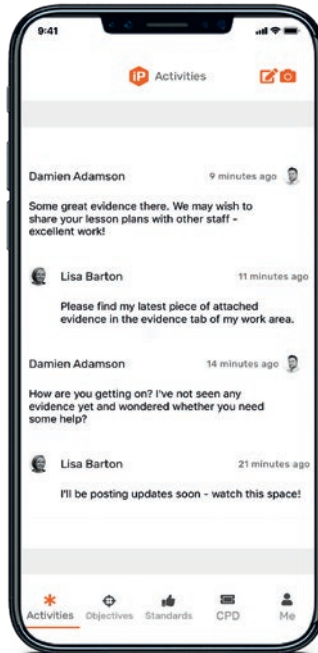 9:41
iP Activities
Damien Adamson 9 minutes ago
Some great evidence there. We may wish to
share your lesson plans with other staff -
excellent work!
Lisa Barton 11 minutes ago
Please find my latest piece of attached
evidence in the evidence tab of my work area.
Damien Adamson 14 minutes ago
How are you getting on? I've not seen any
evidence yet and wondered whether you need
some help?
Lisa Barton 21 minutes ago
I'll be posting updates soon - watch this space!
Activities Objectives Standards CPD Me